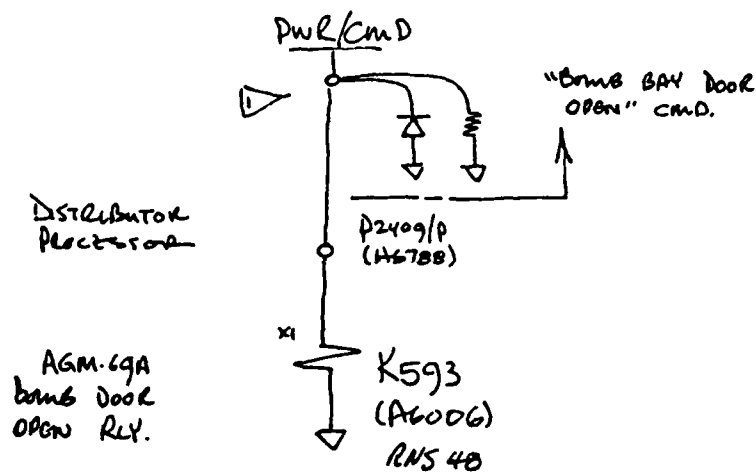 PWR/CMD
1
"BOMB BAY DOOR
OPEN" CMD.
DISTRIBUTOR
PROCESSOR
P2409/P
(H6788)
X1
AGM-69A
BOMB DOOR
OPEN RLY.
K593
(A6006)
RNS 48